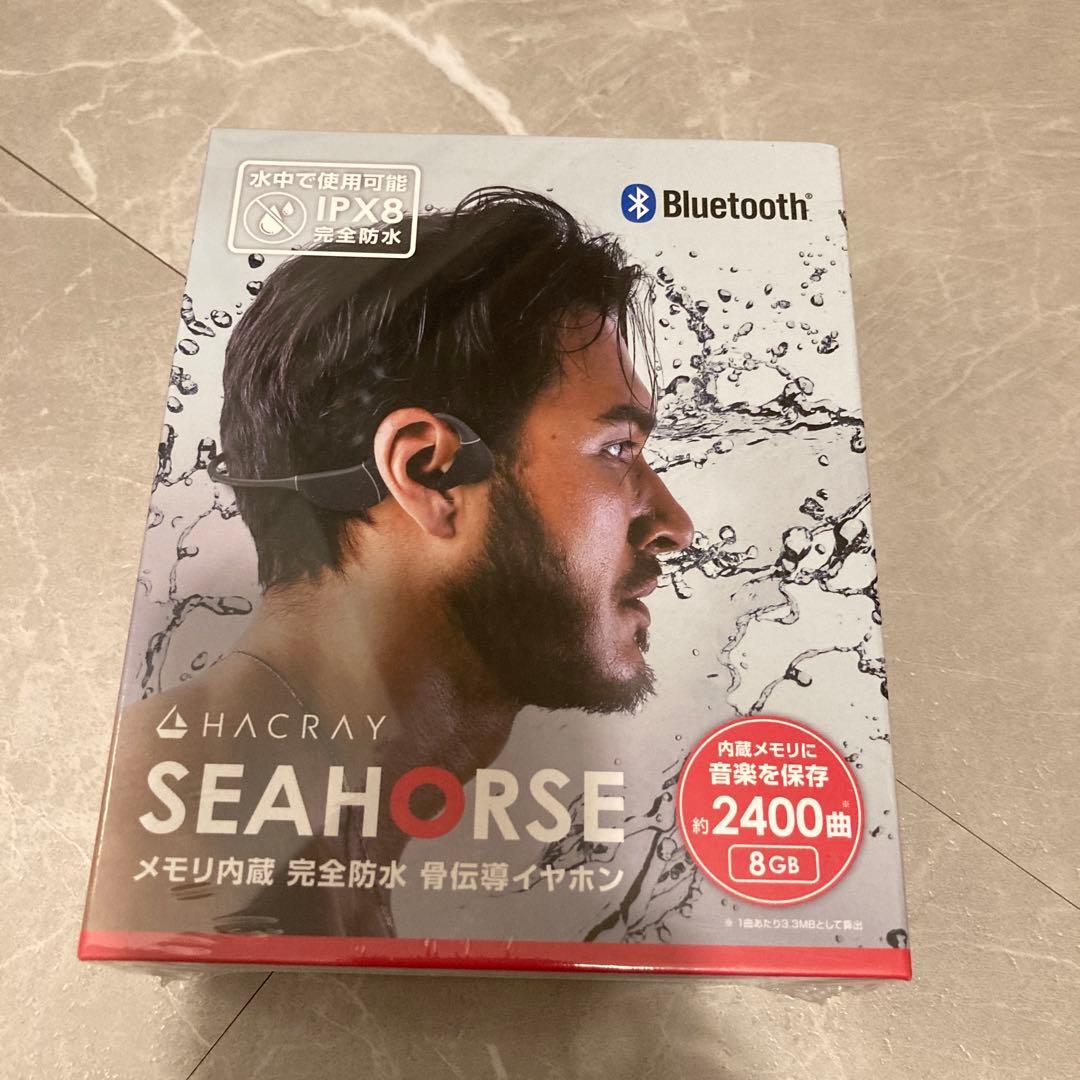 水中で使用可能
IPX8
完全防水
Bluetooth®
HACRAY
SEAHORSE
メモリ内蔵 完全防水 骨伝導イヤホン
内蔵メモリに
音楽を保存
約2400曲※
8GB
※ 1曲あたり3.3MBとして算出